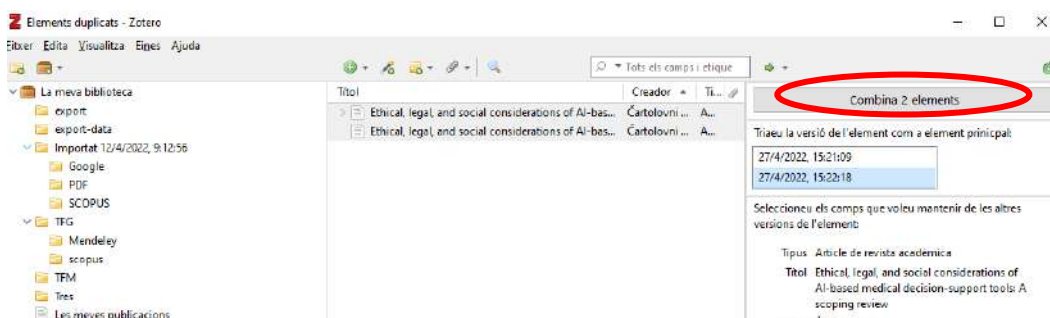 Elements duplicats - Zotero
Fitxer Edita Visualitza Eines Ajuda
Tots els camps i etique
La meva biblioteca
export
export-data
Importat 12/4/2022, 9:12:56
Google
PDF
SCOPUS
TFG
Mendeley
scopus
TFM
Tres
Les meves publicacions
Títol Creador Ti...
Ethical, legal, and social considerations of AI-bas... Čartolovni ... A...
Ethical, legal, and social considerations of AI-bas... Čartolovni ... A...
Combina 2 elements
Triaeu la versió de l'element com a element prinicpal:
27/4/2022, 15:21:09
27/4/2022, 15:22:18
Seleccioneu els camps que voleu mantenir de les altres
versions de l'element:
Tipus Article de revista acadèmica
Títol Ethical, legal, and social considerations of
AI-based medical decision-support tools: A
scoping review